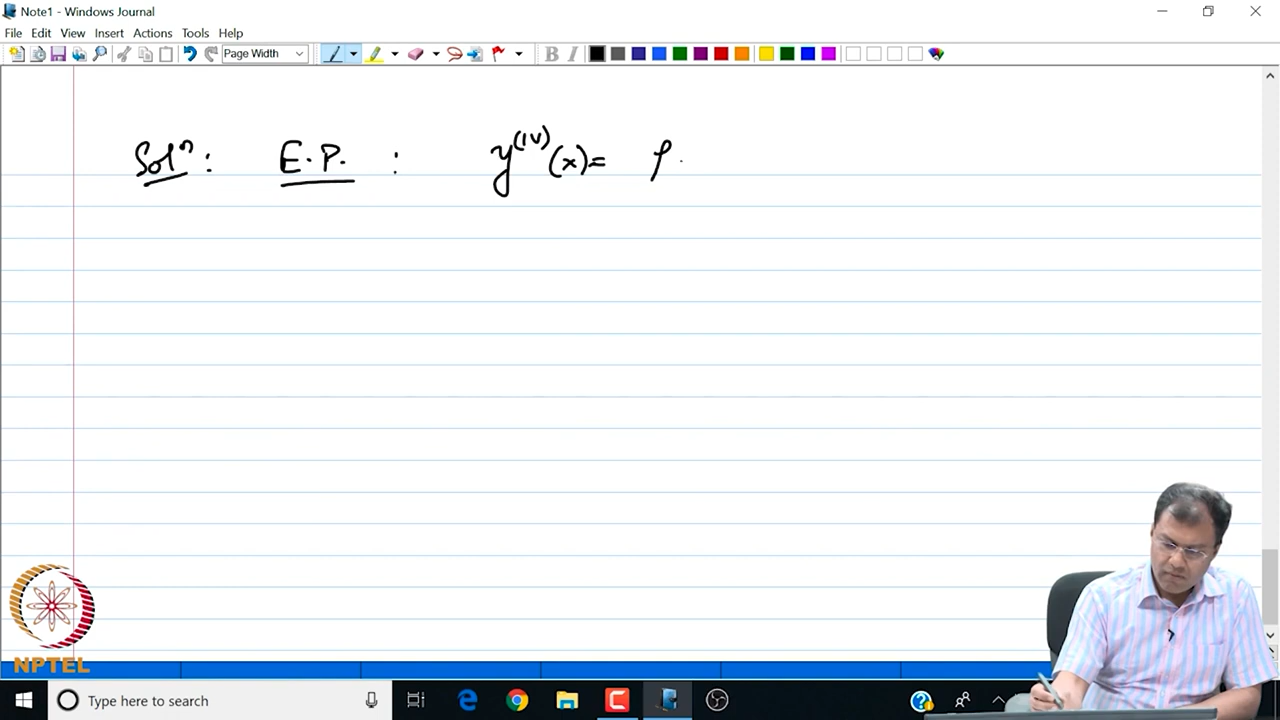 Note1 - Windows Journal
File Edit View Insert Actions Tools Help
Page Width
B I
Solⁿ : E.P. : y⁽ᴵⱽ⁾(x) = ρ
NPTEL
Type here to search